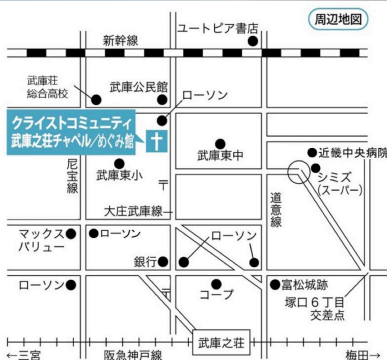 周辺地図
ユートピア書店
新幹線
武庫荘
総合高校
武庫公民館
ローソン
クライストコミュニティ
武庫之荘チャペル/めぐみ館
尼宝線
武庫東小
〒
武庫東中
近畿中央病院
シミズ
(スーパー)
大庄武庫線→
道意線
マックス
バリュー
ローソン
ローソン
銀行
ローソン
〒
コープ
富松城跡
塚口6丁目
交差点
武庫之荘
←三宮
阪急神戸線
梅田→